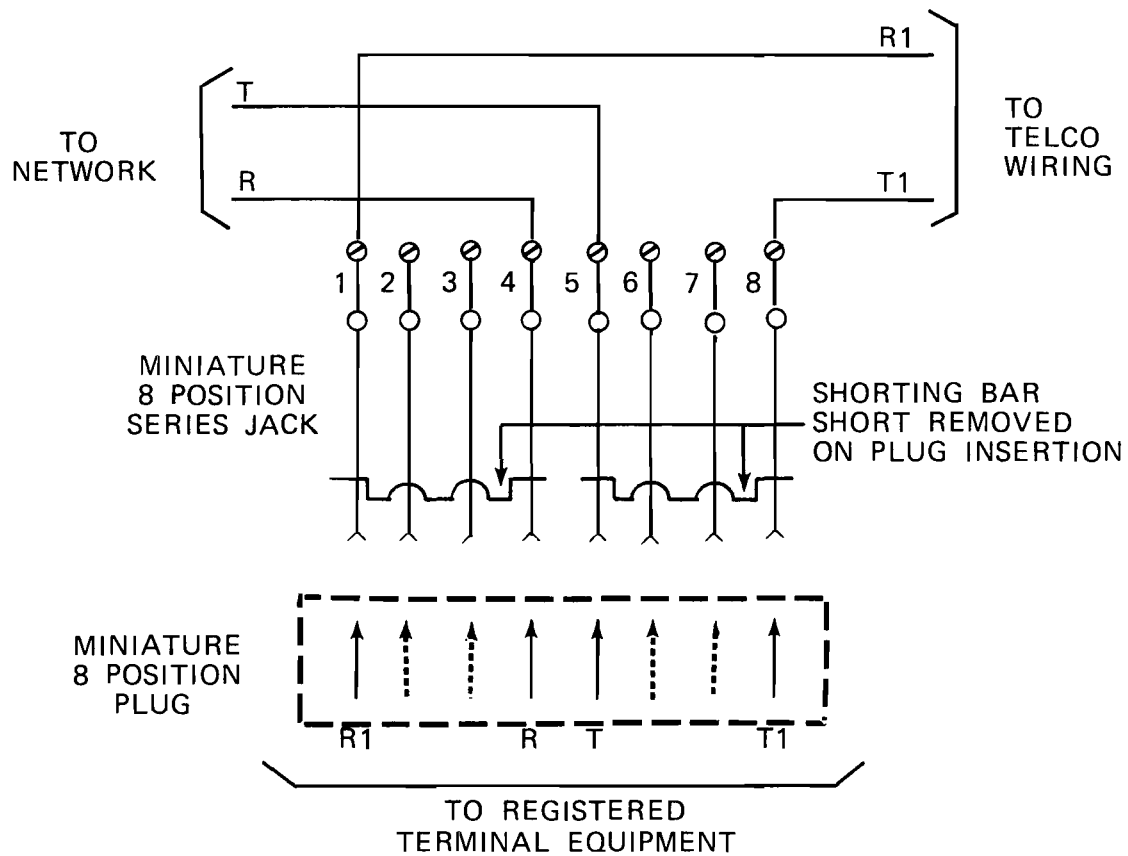 R1
T
TO
NETWORK
R
TO
TELCO
WIRING
T1
1 2 3 4 5 6 7 8
MINIATURE
8 POSITION
SERIES JACK
SHORTING BAR
SHORT REMOVED
ON PLUG INSERTION
MINIATURE
8 POSITION
PLUG
R1 R T T1
TO REGISTERED
TERMINAL EQUIPMENT